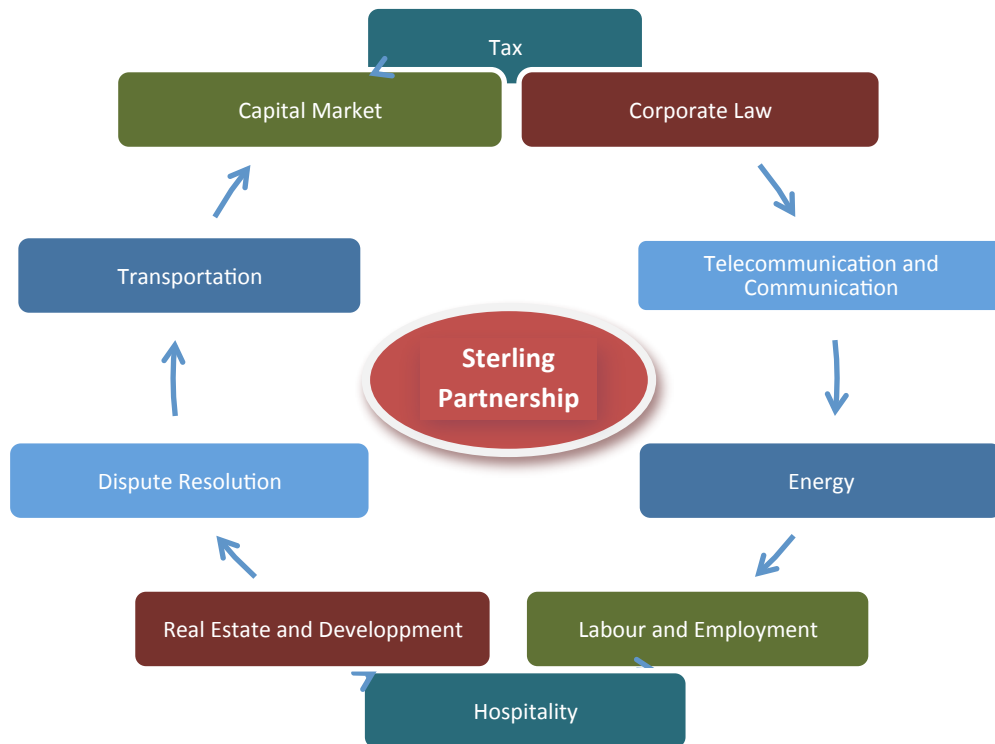 Tax
Capital Market
Corporate Law
Transportation
Telecommunication and
Communication
Sterling
Partnership
Dispute Resolution
Energy
Real Estate and Developpment
Labour and Employment
Hospitality